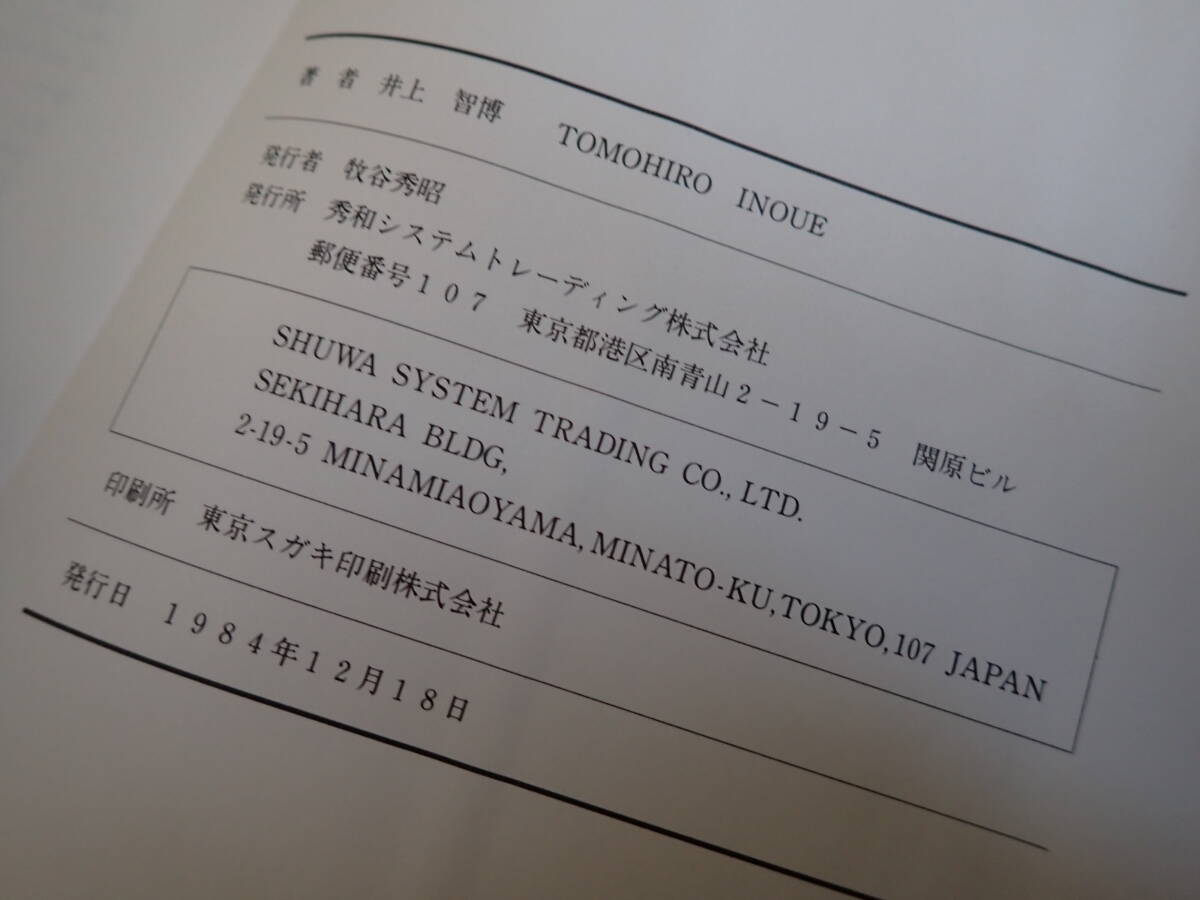 著者 井上 智博 TOMOHIRO INOUE
発行者 牧谷秀昭
発行所 秀和システムトレーディング株式会社
郵便番号107 東京都港区南青山2-19-5 関原ビル
SHUWA SYSTEM TRADING CO., LTD.
SEKIHARA BLDG,
2-19-5 MINAMIAOYAMA, MINATO-KU, TOKYO, 107 JAPAN
印刷所 東京スガキ印刷株式会社
発行日 1984年12月18日